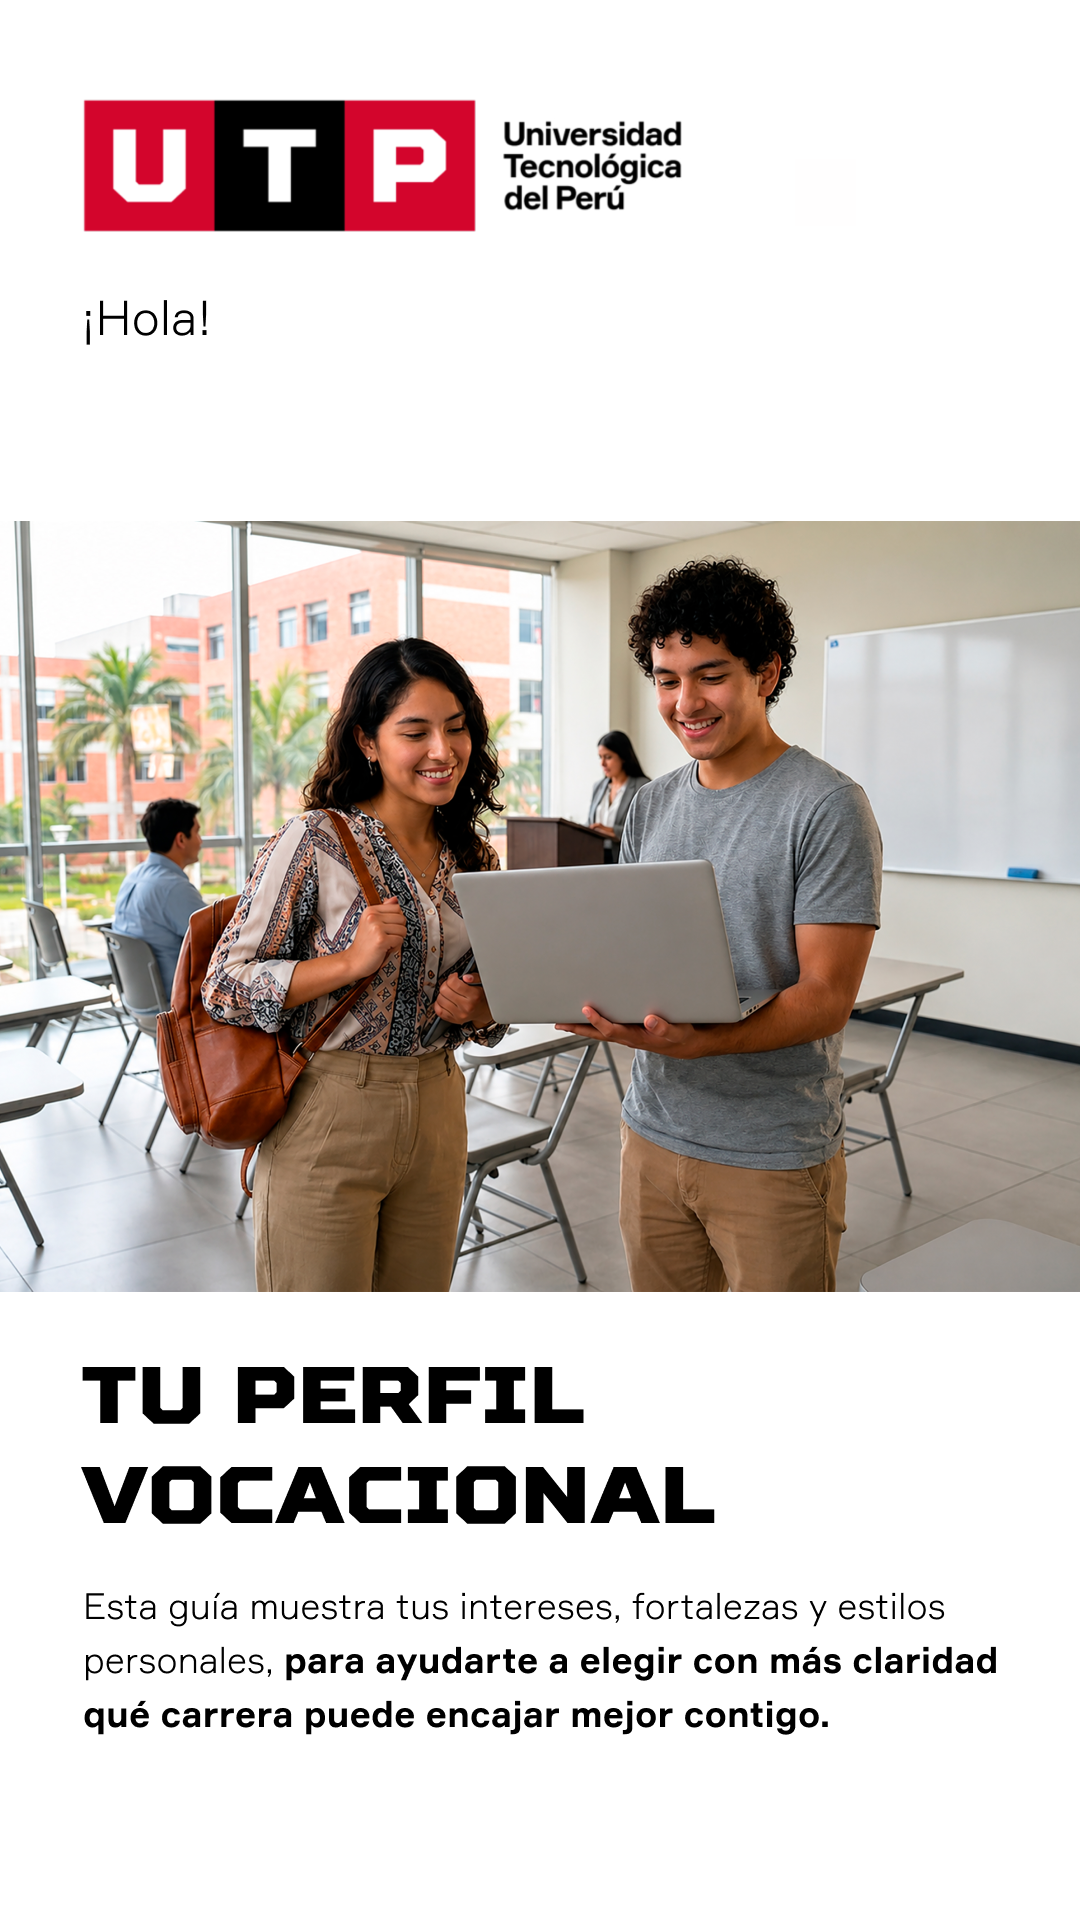 UTP
Universidad
Tecnológica
del Perú
¡Hola!
TU PERFIL
VOCACIONAL
Esta guía muestra tus intereses, fortalezas y estilos
personales, para ayudarte a elegir con más claridad
qué carrera puede encajar mejor contigo.